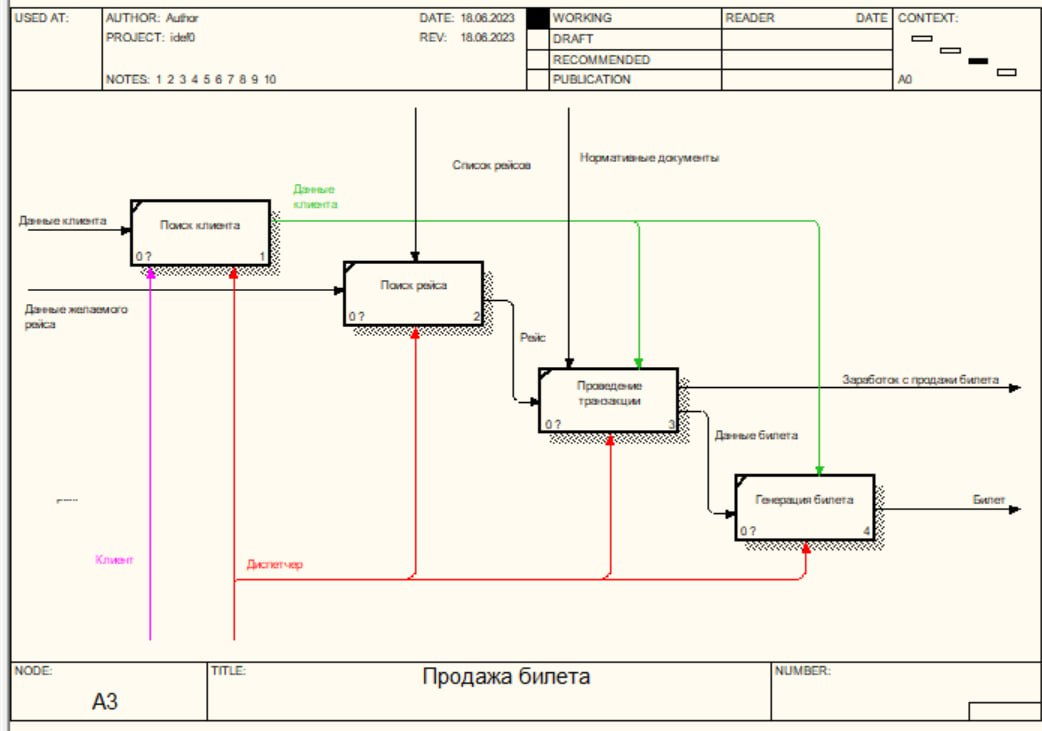 USED AT:
AUTHOR: Author
DATE: 18.06.2023
WORKING
READER
DATE
CONTEXT:
PROJECT: idef0
REV: 18.06.2023
DRAFT
RECOMMENDED
NOTES: 1 2 3 4 5 6 7 8 9 10
PUBLICATION
A0
Список рейсов
Нормативные документы
Данные
клиента
Данные клиента
Поиск клиента
0 ?
1
Данные желаемого
рейса
Поиск рейса
0 ?
2
Рейс
Проведение
транзакции
0 ?
3
Заработок с продажи билета
Данные билета
Генерация билета
0 ?
4
Билет
Клиент
Диспетчер
NODE:
A3
TITLE:
Продажа билета
NUMBER: